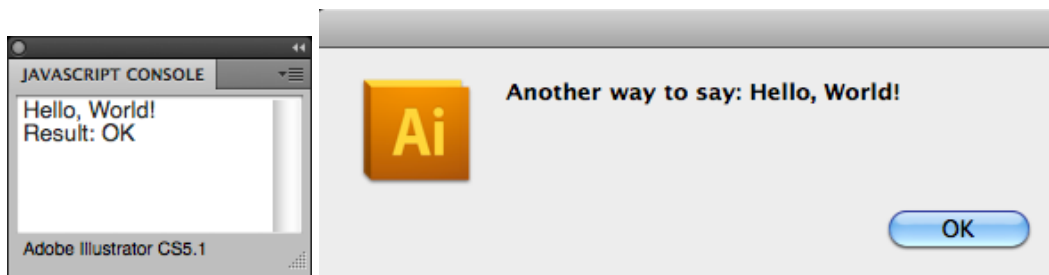 JAVASCRIPT CONSOLE
Hello, World!
Result: OK
Adobe Illustrator CS5.1
Another way to say: Hello, World!
Ai
OK